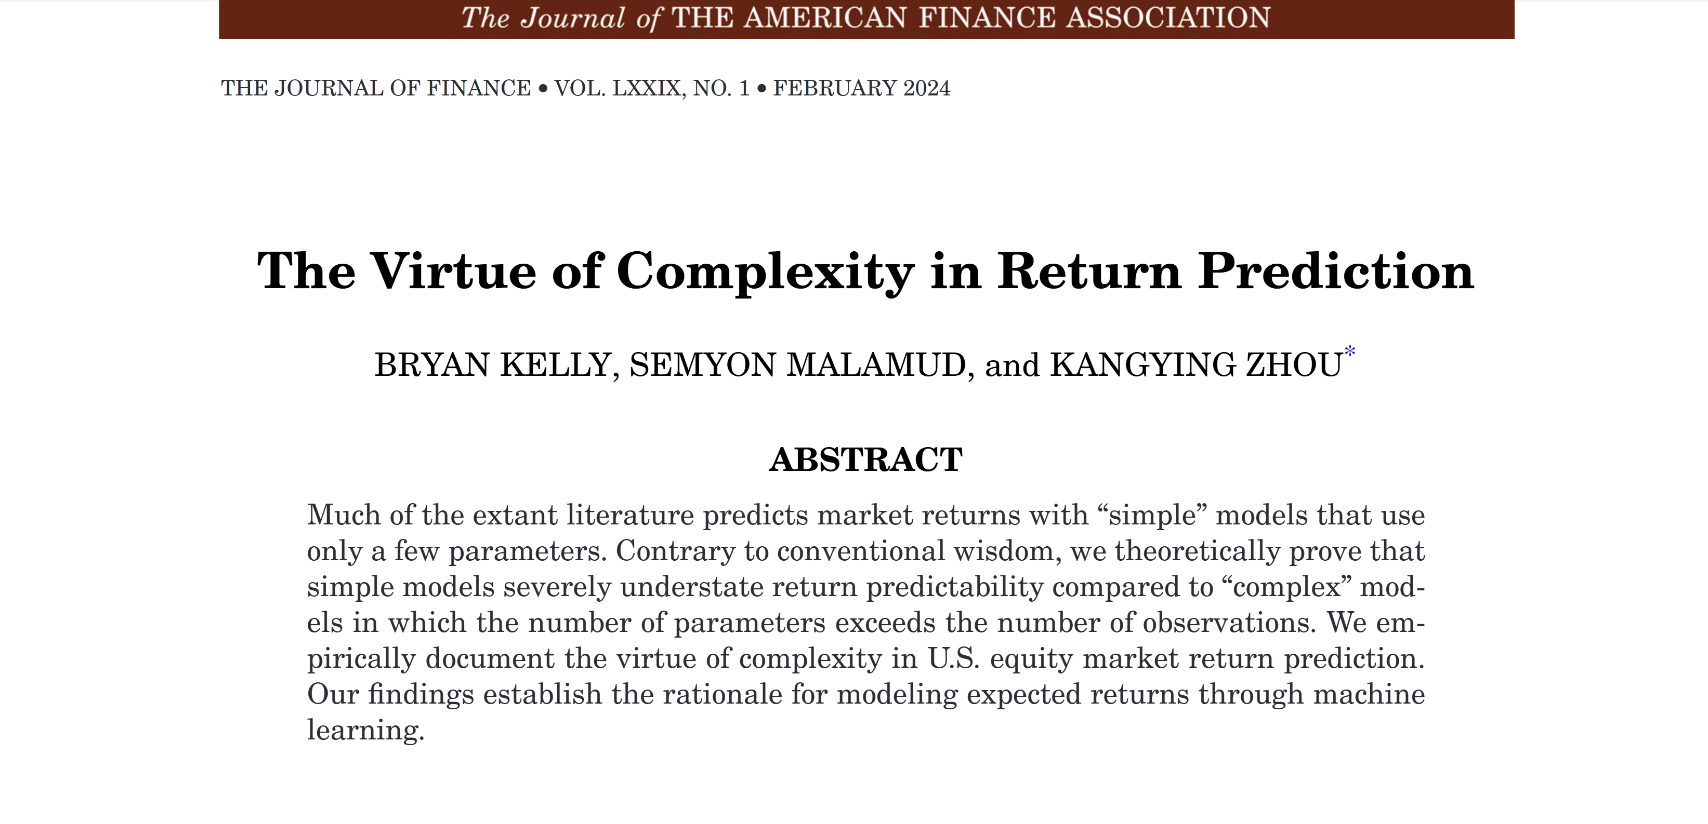 The Journal of THE AMERICAN FINANCE ASSOCIATION
THE JOURNAL OF FINANCE • VOL. LXXIX, NO. 1 • FEBRUARY 2024
The Virtue of Complexity in Return Prediction
BRYAN KELLY, SEMYON MALAMUD, and KANGYING ZHOU*
ABSTRACT
Much of the extant literature predicts market returns with “simple” models that use
only a few parameters. Contrary to conventional wisdom, we theoretically prove that
simple models severely understate return predictability compared to “complex” mod-
els in which the number of parameters exceeds the number of observations. We em-
pirically document the virtue of complexity in U.S. equity market return prediction.
Our findings establish the rationale for modeling expected returns through machine
learning.